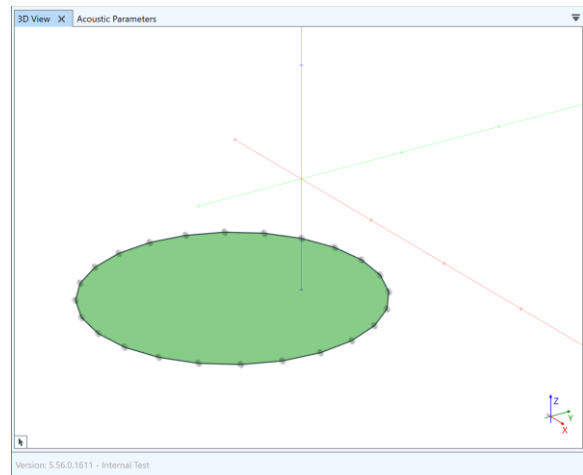 3D View X Acoustic Parameters
Z
Y
X
Version: 5.56.0.1611 - Internal Test